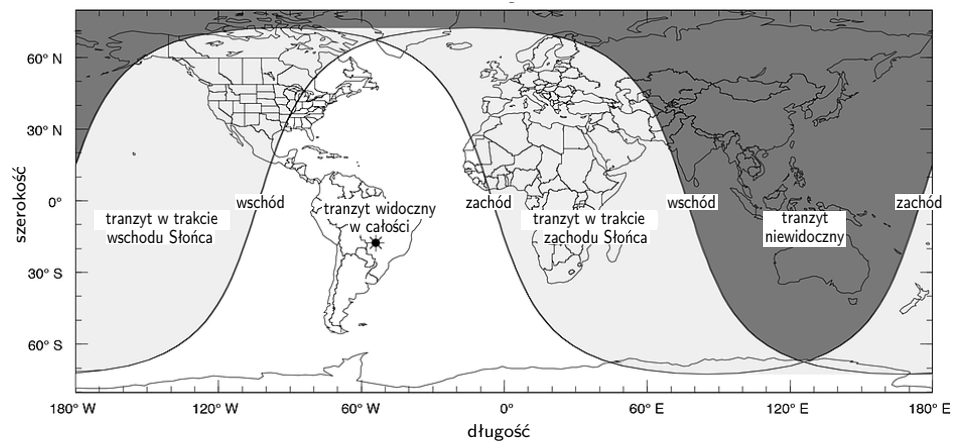 60° N
30° N
0°
30° S
60° S
szerokość
wschód
zachód
wschód
zachód
tranzyt w trakcie
wschodu Słońca
tranzyt widoczny
w całości
tranzyt w trakcie
zachodu Słońca
tranzyt
niewidoczny
180° W
120° W
60° W
0°
60° E
120° E
180° E
długość